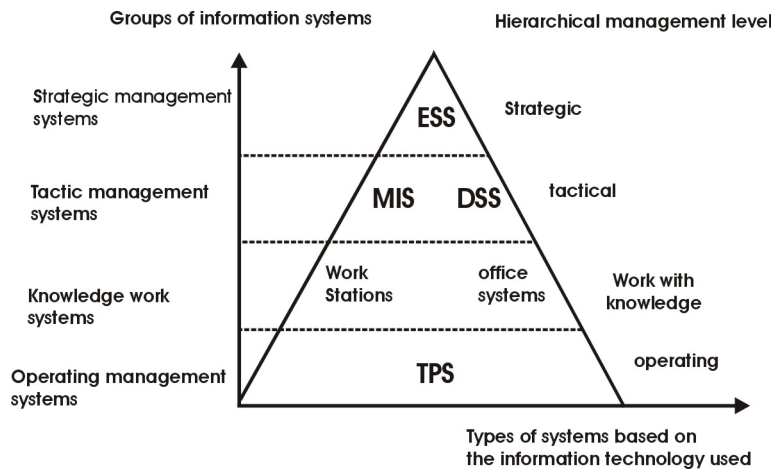 Groups of information systems
Hierarchical management level
Strategic management
systems
ESS
Strategic
Tactic management
systems
MIS
DSS
tactical
Knowledge work
systems
Work
Stations
office
systems
Work with
knowledge
Operating management
systems
TPS
operating
Types of systems based on
the information technology used